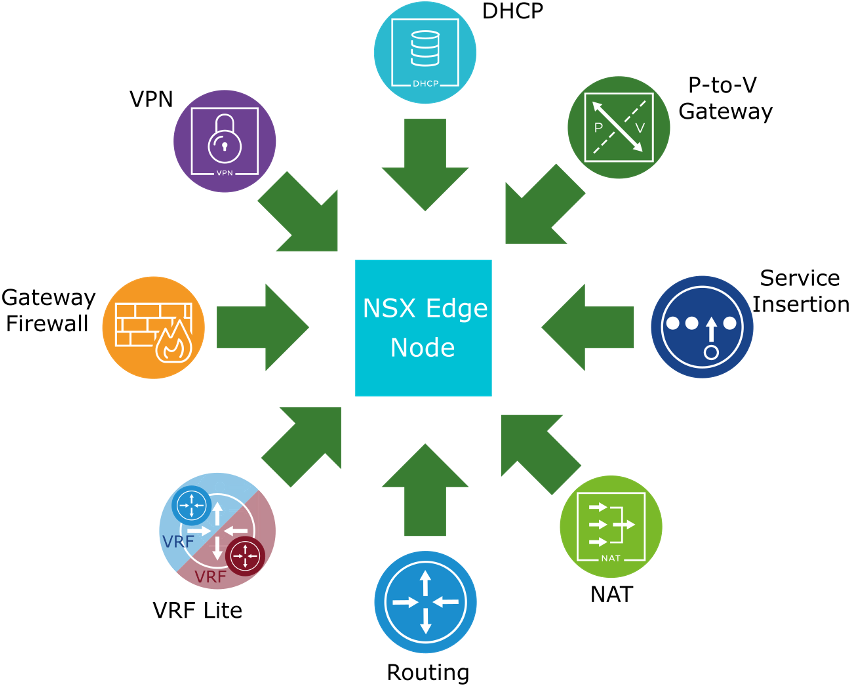 DHCP
DHCP
VPN
VPN
P-to-V
Gateway
P V
Gateway
Firewall
NSX Edge
Node
Service
Insertion
VRF
VRF
VRF Lite
Routing
NAT
NAT